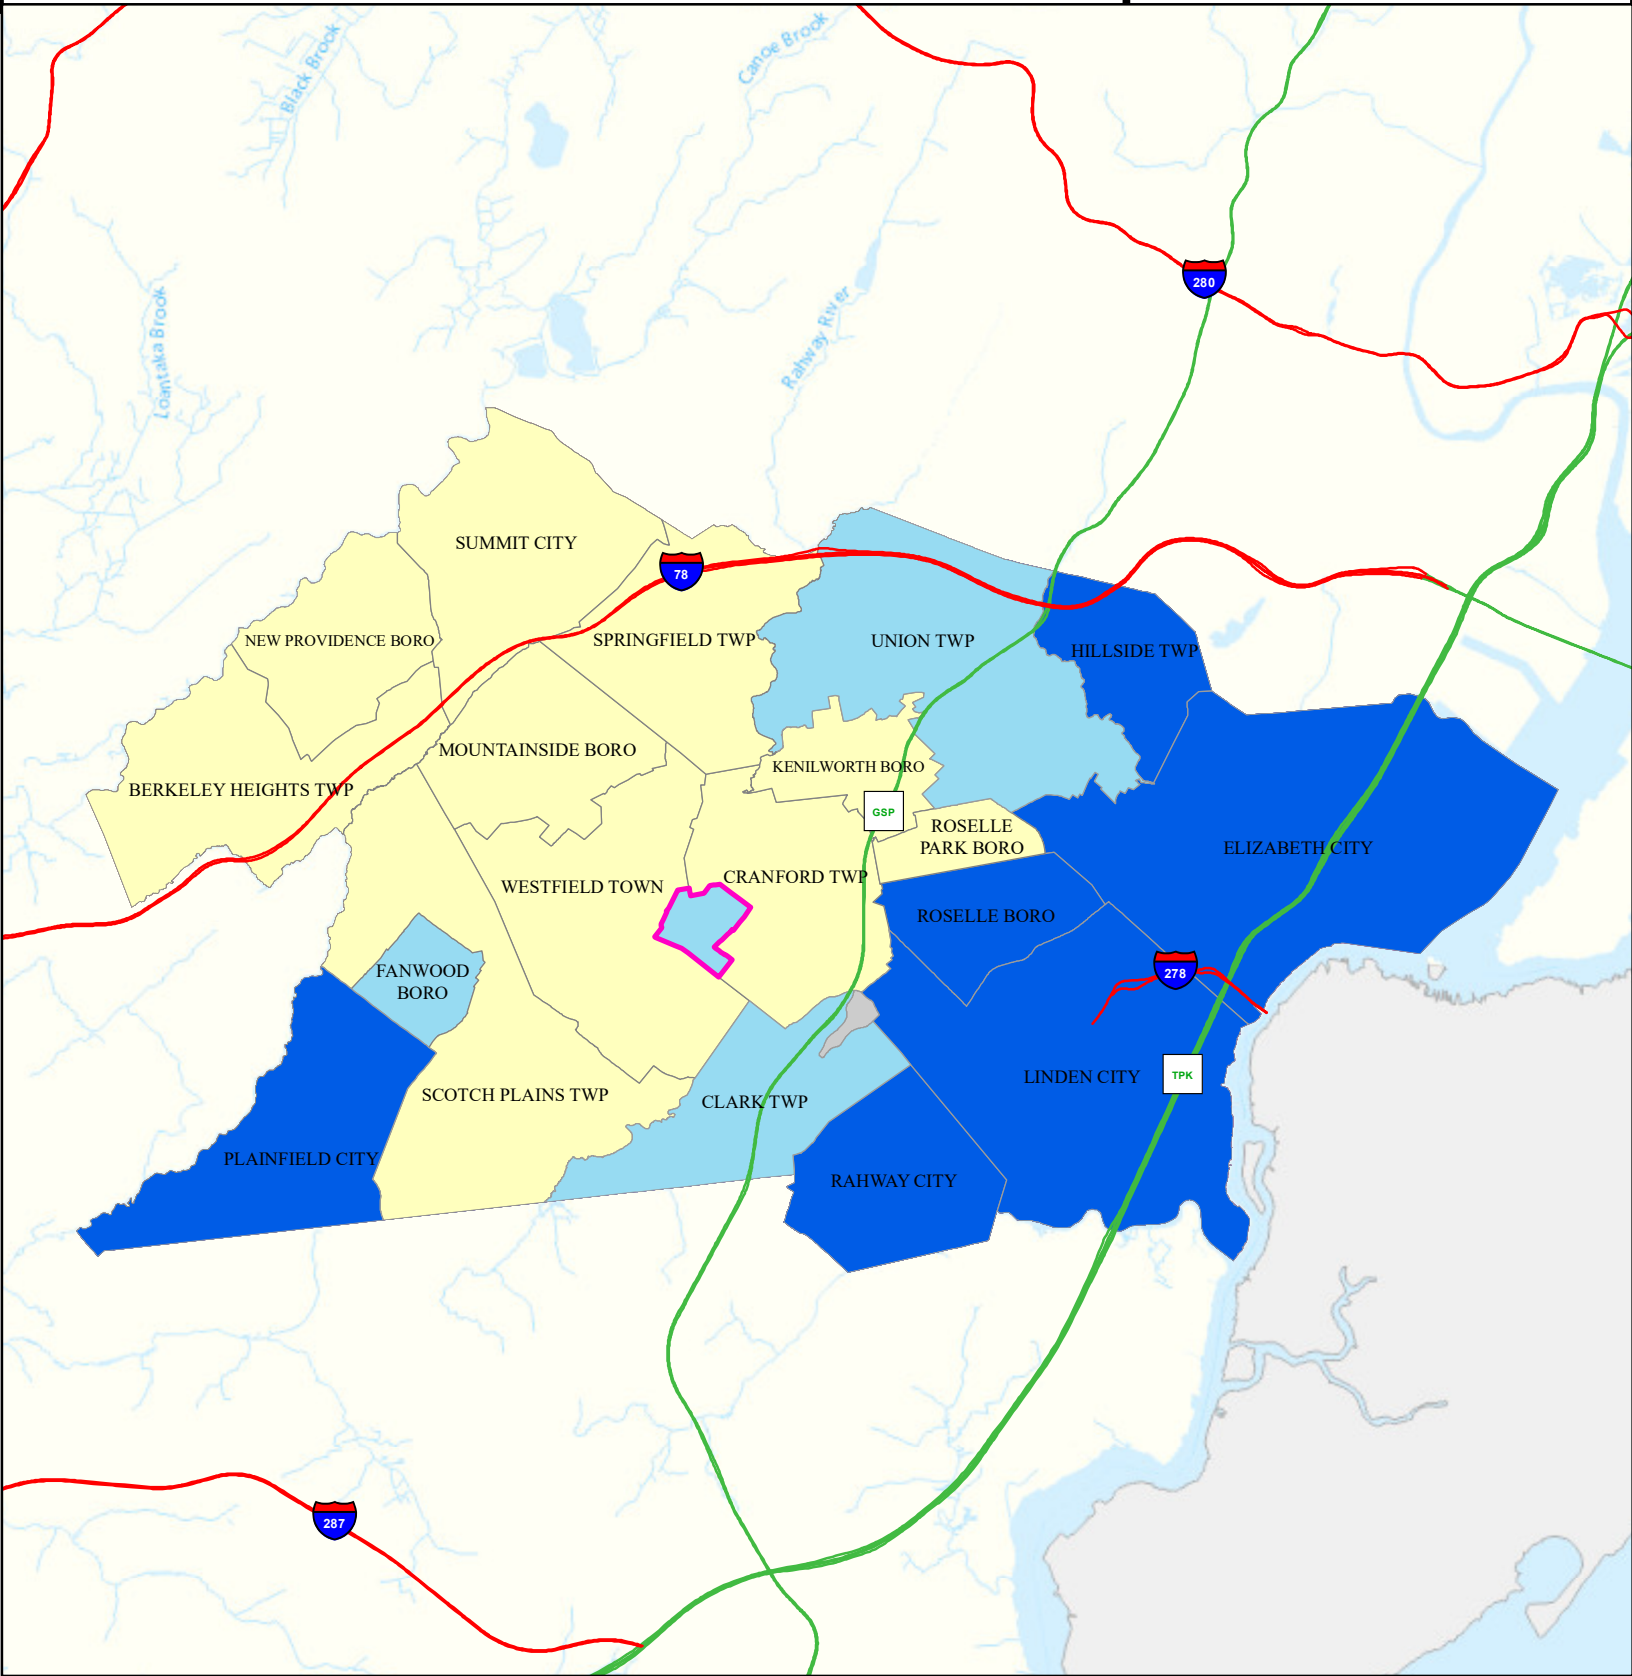 Black Brook
Canoe Brook
280
Loantaka Brook
Rahway River
SUMMIT CITY
78
NEW PROVIDENCE BORO
SPRINGFIELD TWP
UNION TWP
HILLSIDE TWP
MOUNTAINSIDE BORO
KENILWORTH BORO
BERKELEY HEIGHTS TWP
GSP
ROSELLE
PARK BORO
ELIZABETH CITY
WESTFIELD TOWN
CRANFORD TWP
ROSELLE BORO
FANWOOD
BORO
278
LINDEN CITY
TPK
SCOTCH PLAINS TWP
CLARK TWP
PLAINFIELD CITY
RAHWAY CITY
287